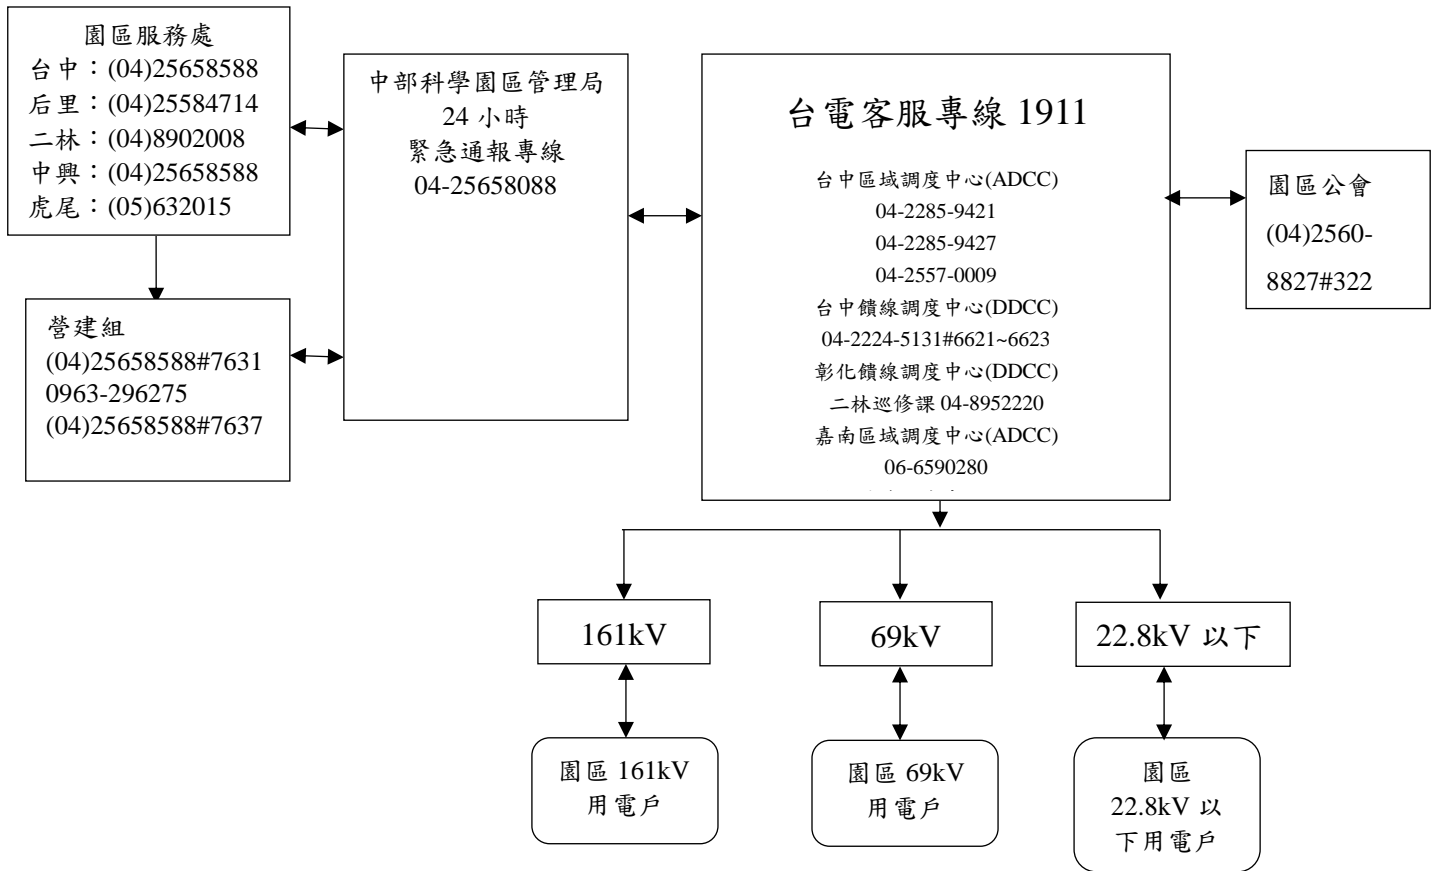 園區服務處
台中：(04)25658588
后里：(04)25584714
二林：(04)8902008
中興：(04)25658588
虎尾：(05)632015
營建組
(04)25658588#7631
0963-296275
(04)25658588#7637
中部科學園區管理局
24 小時
緊急通報專線
04-25658088
台電客服專線 1911
台中區域調度中心(ADCC)
04-2285-9421
04-2285-9427
04-2557-0009
台中饋線調度中心(DDCC)
04-2224-5131#6621~6623
彰化饋線調度中心(DDCC)
二林巡修課 04-8952220
嘉南區域調度中心(ADCC)
06-6590280
園區公會
(04)2560-
8827#322
161kV
69kV
22.8kV 以下
園區 161kV
用電戶
園區 69kV
用電戶
園區
22.8kV 以
下用電戶